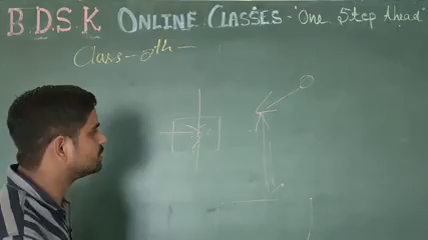 B D.S.K ONLINE CLASSES - "One Step Ahead"
Class - 8th -